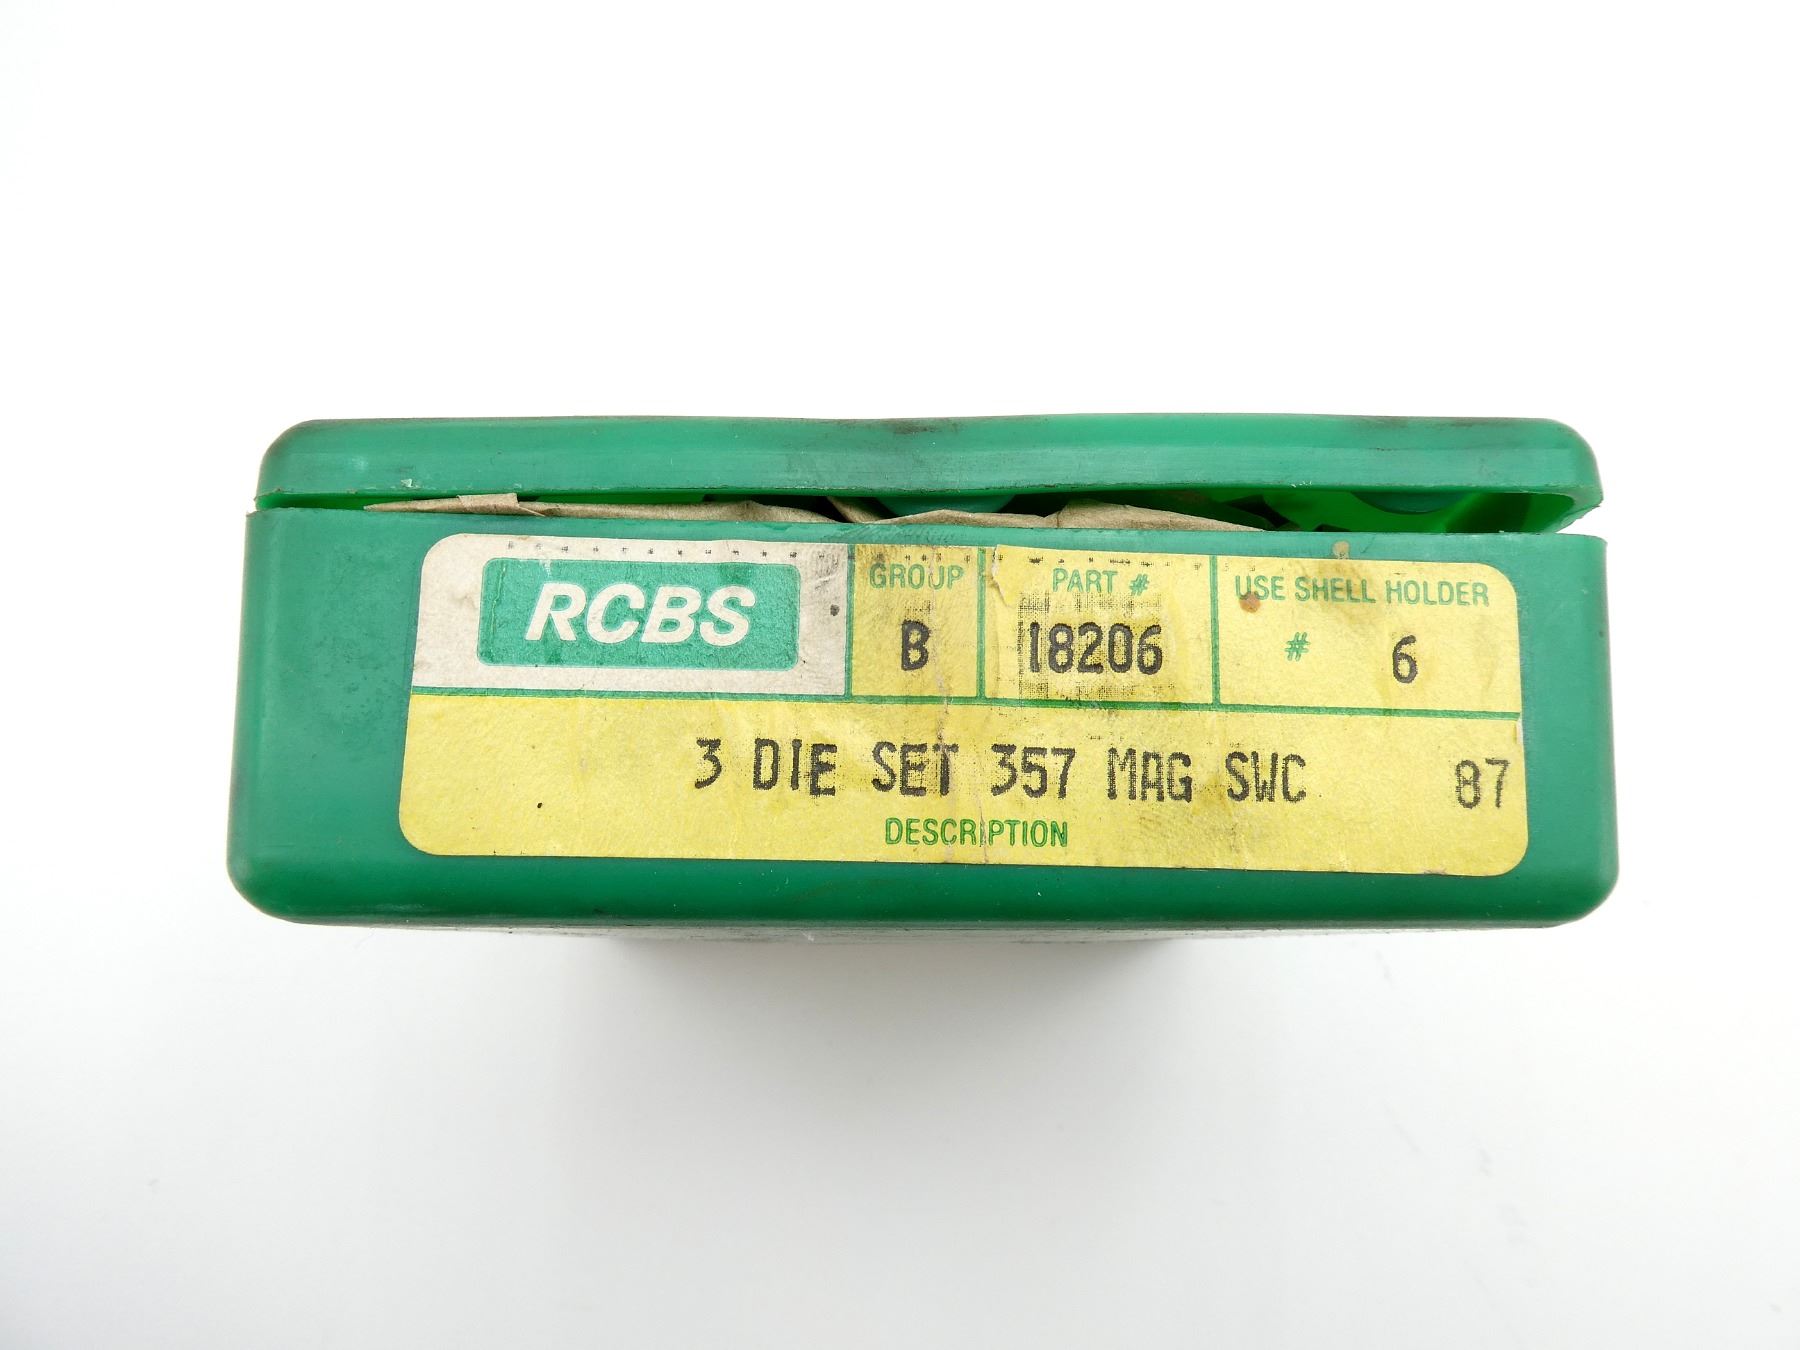 RCBS
GROUP
B
PART #
18206
USE SHELL HOLDER
# 6
3 DIE SET 357 MAG SWC 87
DESCRIPTION